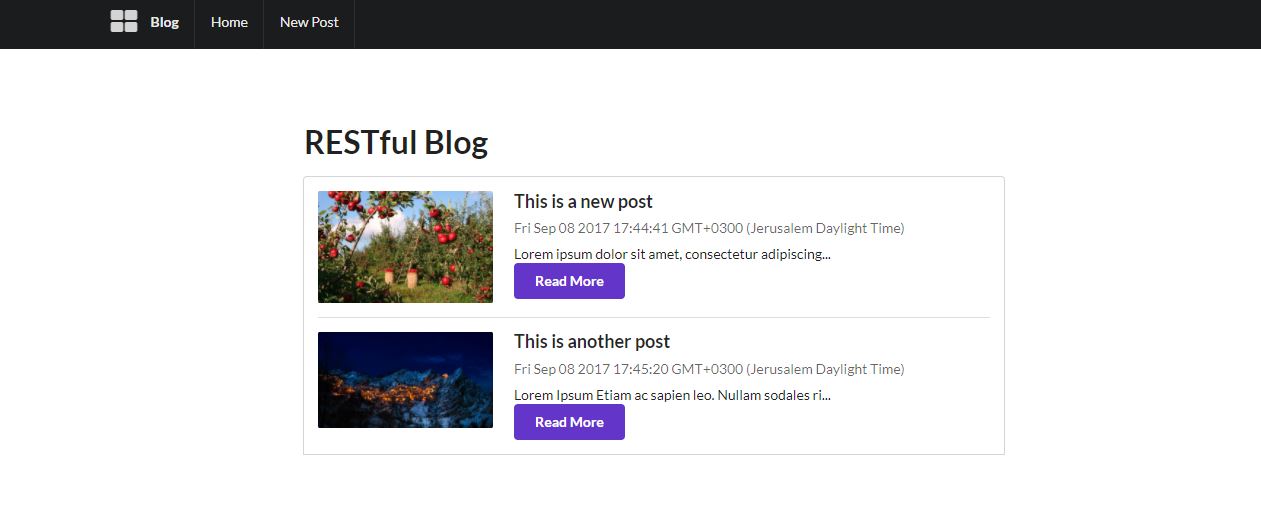 Blog Home New Post
RESTful Blog
This is a new post
Fri Sep 08 2017 17:44:41 GMT+0300 (Jerusalem Daylight Time)
Lorem ipsum dolor sit amet, consectetur adipiscing...
Read More
This is another post
Fri Sep 08 2017 17:45:20 GMT+0300 (Jerusalem Daylight Time)
Lorem Ipsum Etiam ac sapien leo. Nullam sodales ri...
Read More